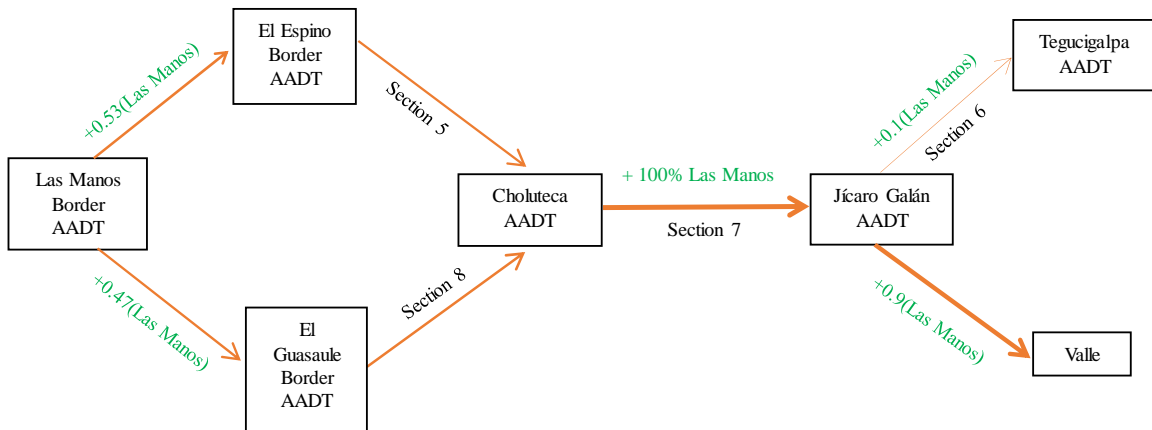 El Espino
Border
AADT
Tegucigalpa
AADT
+0.53(Las Manos)
Section 5
+0.1(Las Manos)
Section 6
Las Manos
Border
AADT
Choluteca
AADT
+ 100% Las Manos
Section 7
Jícaro Galán
AADT
+0.47(Las Manos)
Section 8
+0.9(Las Manos)
El
Guasaule
Border
AADT
Valle